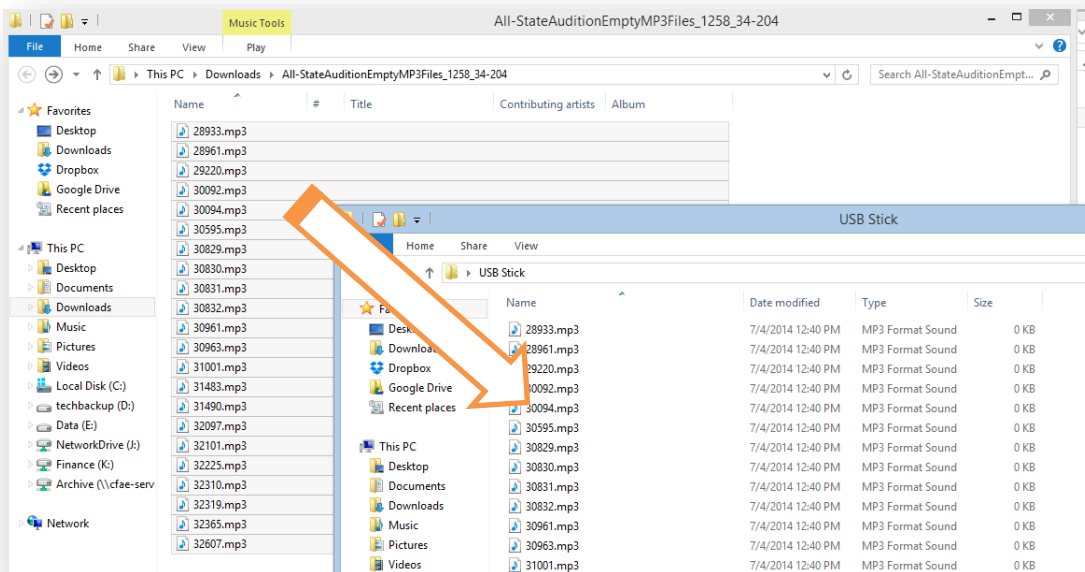 Music Tools
All-StateAuditionEmptyMP3Files_1258_34-204
File Home Share View Play
This PC Downloads All-StateAuditionEmptyMP3Files_1258_34-204
Search All-StateAuditionEmpt...
Favorites
Desktop
Downloads
Dropbox
Google Drive
Recent places
This PC
Desktop
Documents
Downloads
Music
Pictures
Videos
Local Disk (C:)
techbackup (D:)
Data (E:)
NetworkDrive (J:)
Finance (K:)
Archive (\\cfae-serv
Network
Name # Title Contributing artists Album
28933.mp3
28961.mp3
29220.mp3
30092.mp3
30094.mp3
30595.mp3
30829.mp3
30830.mp3
30831.mp3
30832.mp3
30961.mp3
30963.mp3
31001.mp3
31483.mp3
31490.mp3
32097.mp3
32101.mp3
32225.mp3
32310.mp3
32319.mp3
32365.mp3
32607.mp3
USB Stick
Home Share View
USB Stick
Desk
Downloa
Dropbox
Google Drive
Recent places
This PC
Desktop
Documents
Downloads
Music
Pictures
Videos
Name Date modified Type Size
28933.mp3 7/4/2014 12:40 PM MP3 Format Sound 0 KB
28961.mp3 7/4/2014 12:40 PM MP3 Format Sound 0 KB
29220.mp3 7/4/2014 12:40 PM MP3 Format Sound 0 KB
30092.mp3 7/4/2014 12:40 PM MP3 Format Sound 0 KB
30094.mp3 7/4/2014 12:40 PM MP3 Format Sound 0 KB
30595.mp3 7/4/2014 12:40 PM MP3 Format Sound 0 KB
30829.mp3 7/4/2014 12:40 PM MP3 Format Sound 0 KB
30830.mp3 7/4/2014 12:40 PM MP3 Format Sound 0 KB
30831.mp3 7/4/2014 12:40 PM MP3 Format Sound 0 KB
30832.mp3 7/4/2014 12:40 PM MP3 Format Sound 0 KB
30961.mp3 7/4/2014 12:40 PM MP3 Format Sound 0 KB
30963.mp3 7/4/2014 12:40 PM MP3 Format Sound 0 KB
31001.mp3 7/4/2014 12:40 PM MP3 Format Sound 0 KB